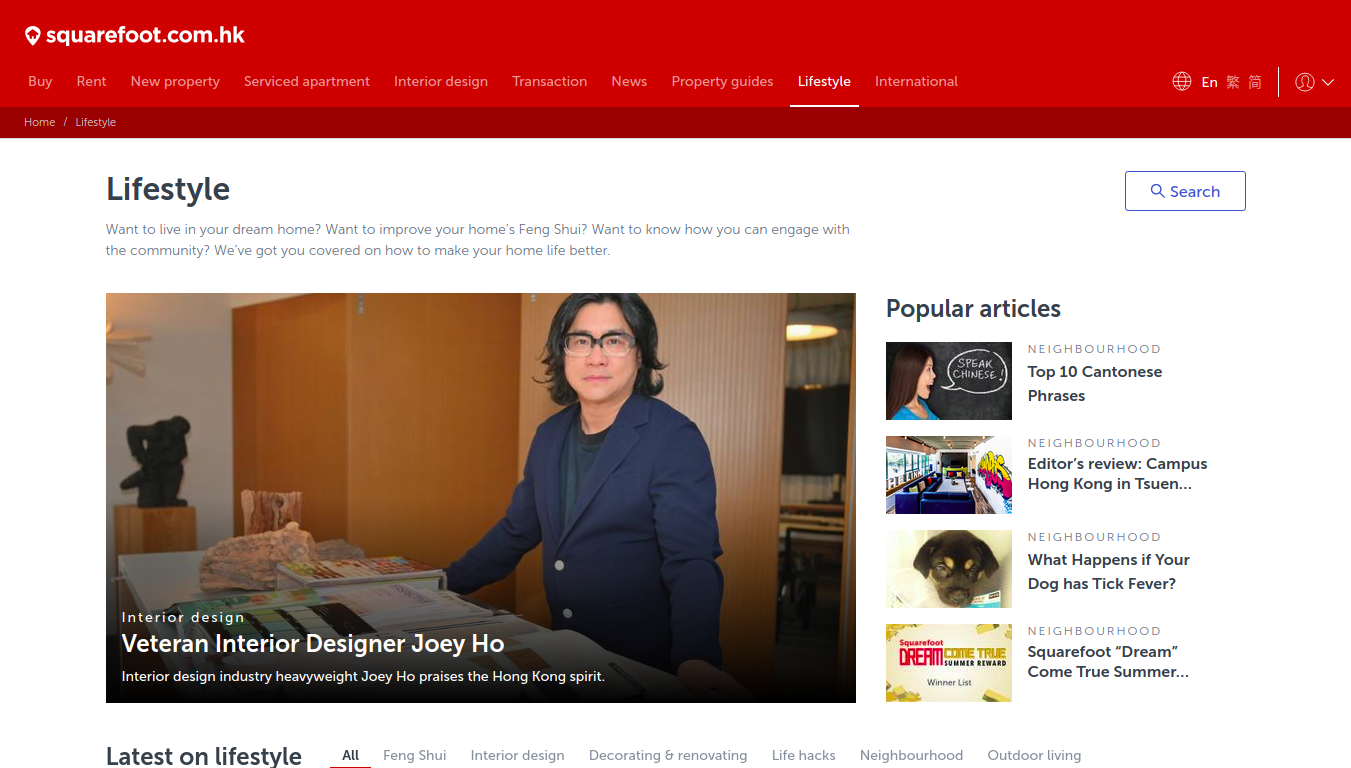 squarefoot.com.hk
Buy Rent New property Serviced apartment Interior design Transaction News Property guides Lifestyle International En 繁 简
Home / Lifestyle
Lifestyle
Search
Want to live in your dream home? Want to improve your home's Feng Shui? Want to know how you can engage with
the community? We've got you covered on how to make your home life better.
Interior design
Veteran Interior Designer Joey Ho
Interior design industry heavyweight Joey Ho praises the Hong Kong spirit.
Popular articles
SPEAK
CHINESE!
NEIGHBOURHOOD
Top 10 Cantonese
Phrases
NEIGHBOURHOOD
Editor's review: Campus
Hong Kong in Tsuen...
NEIGHBOURHOOD
What Happens if Your
Dog has Tick Fever?
Squarefoot
DREAM COME TRUE
SUMMER REWARD
Winner List
NEIGHBOURHOOD
Squarefoot “Dream”
Come True Summer...
Latest on lifestyle
All Feng Shui Interior design Decorating & renovating Life hacks Neighbourhood Outdoor living